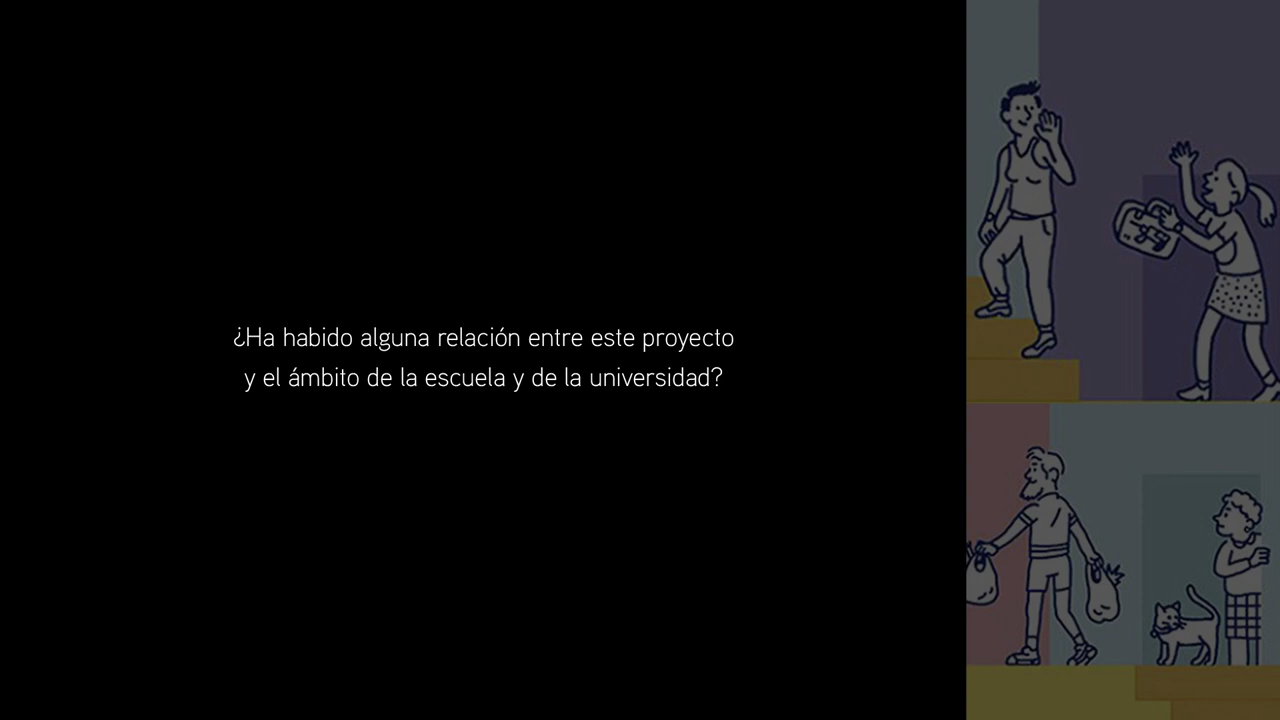 ¿Ha habido alguna relación entre este proyecto
y el ámbito de la escuela y de la universidad?